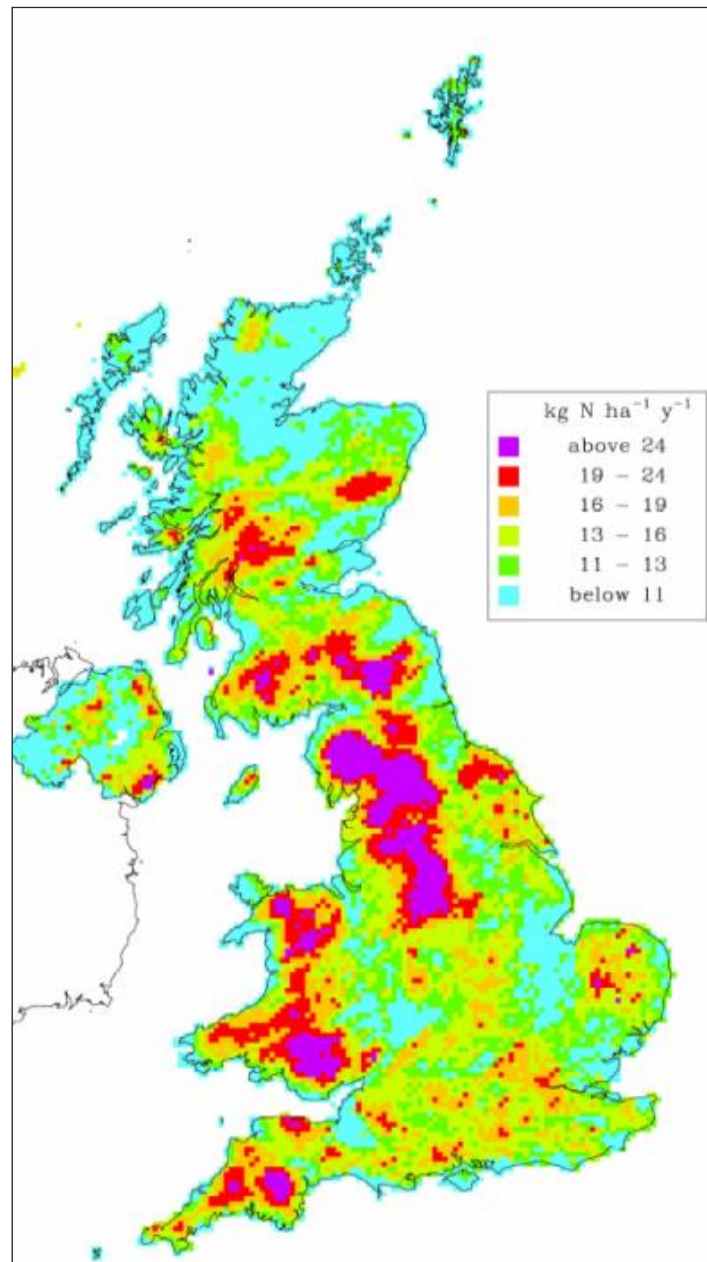 kg N ha⁻¹ y⁻¹
above 24
19 – 24
16 – 19
13 – 16
11 – 13
below 11